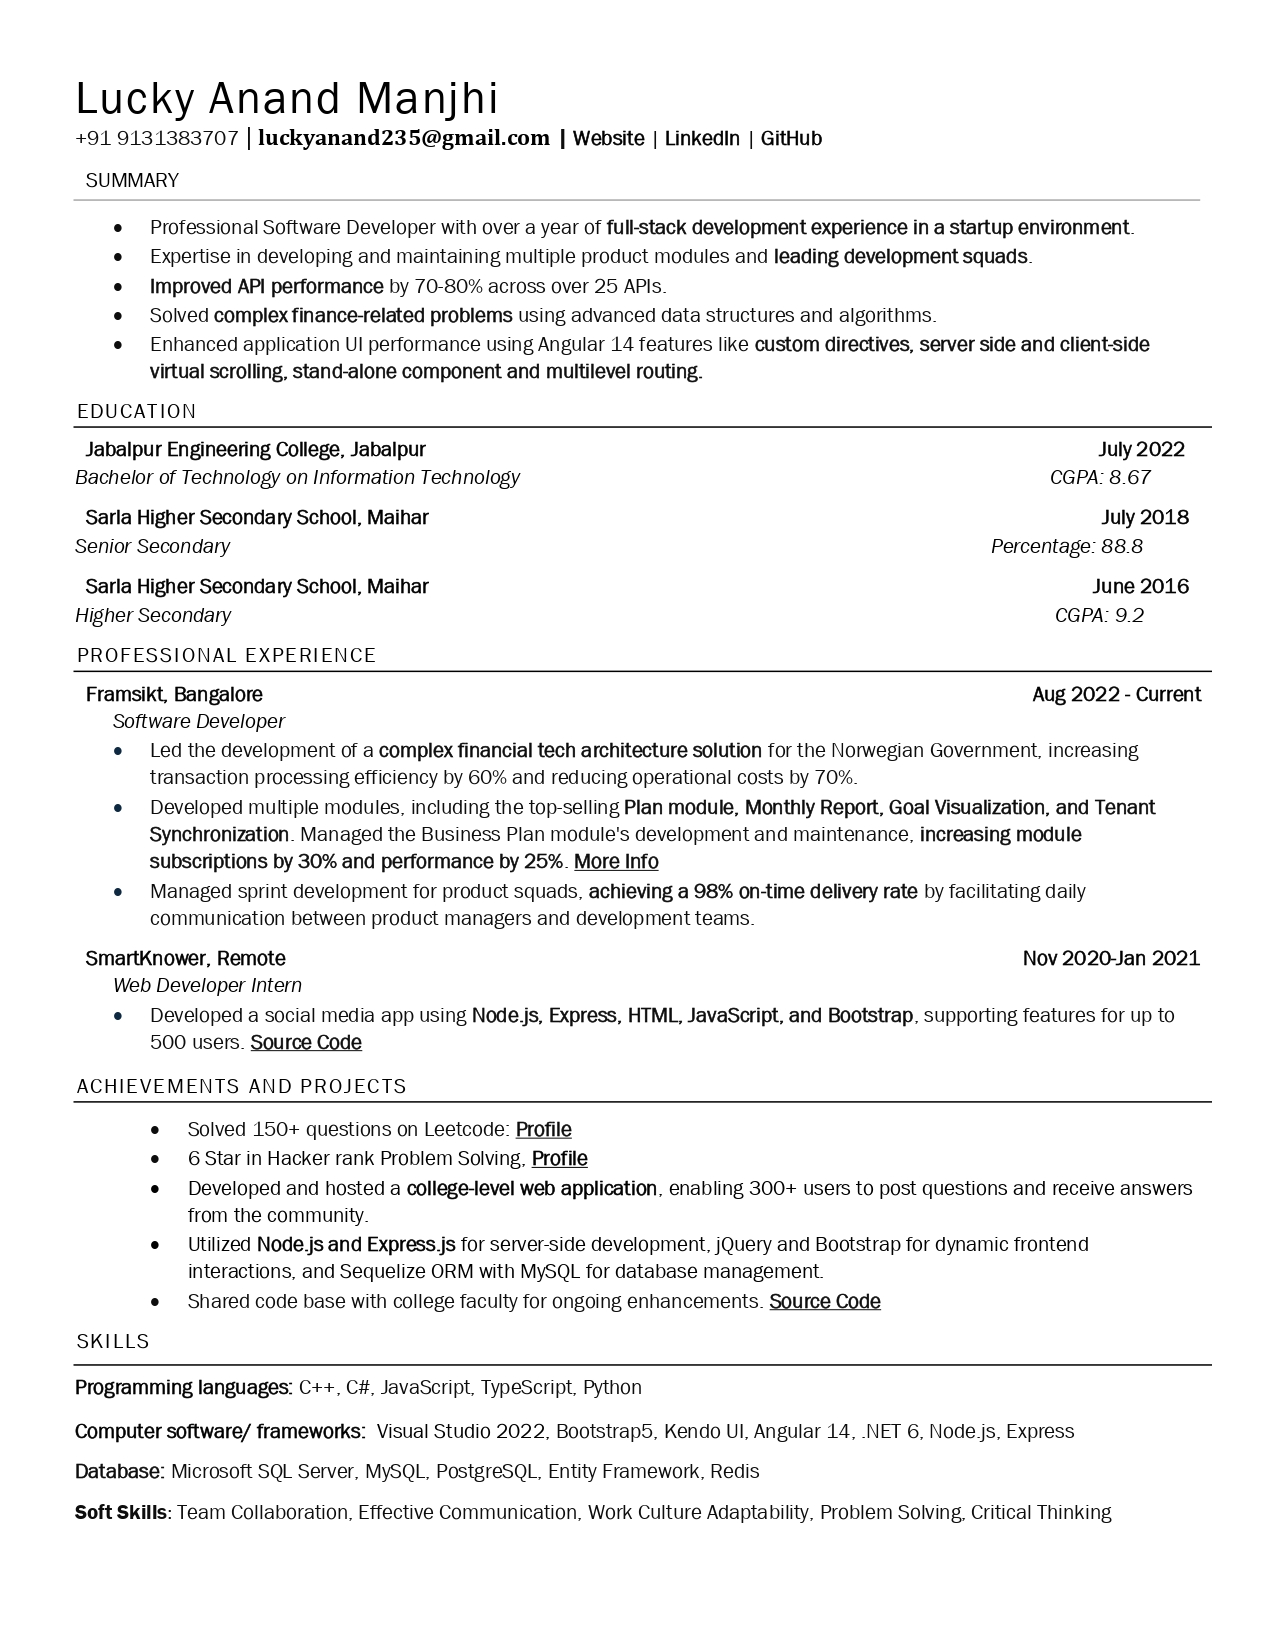 Lucky Anand Manjhi
+91 9131383707 | luckyanand235@gmail.com | Website | LinkedIn | GitHub
SUMMARY
• Professional Software Developer with over a year of full-stack development experience in a startup environment.
• Expertise in developing and maintaining multiple product modules and leading development squads.
• Improved API performance by 70-80% across over 25 APIs.
• Solved complex finance-related problems using advanced data structures and algorithms.
• Enhanced application UI performance using Angular 14 features like custom directives, server side and client-side
virtual scrolling, stand-alone component and multilevel routing.
EDUCATION
Jabalpur Engineering College, Jabalpur July 2022
Bachelor of Technology on Information Technology CGPA: 8.67
Sarla Higher Secondary School, Maihar July 2018
Senior Secondary Percentage: 88.8
Sarla Higher Secondary School, Maihar June 2016
Higher Secondary CGPA: 9.2
PROFESSIONAL EXPERIENCE
Framsikt, Bangalore Aug 2022 - Current
Software Developer
• Led the development of a complex financial tech architecture solution for the Norwegian Government, increasing
transaction processing efficiency by 60% and reducing operational costs by 70%.
• Developed multiple modules, including the top-selling Plan module, Monthly Report, Goal Visualization, and Tenant
Synchronization. Managed the Business Plan module's development and maintenance, increasing module
subscriptions by 30% and performance by 25%. More Info
• Managed sprint development for product squads, achieving a 98% on-time delivery rate by facilitating daily
communication between product managers and development teams.
SmartKnower, Remote Nov 2020-Jan 2021
Web Developer Intern
• Developed a social media app using Node.js, Express, HTML, JavaScript, and Bootstrap, supporting features for up to
500 users. Source Code
ACHIEVEMENTS AND PROJECTS
• Solved 150+ questions on Leetcode: Profile
• 6 Star in Hacker rank Problem Solving, Profile
• Developed and hosted a college-level web application, enabling 300+ users to post questions and receive answers
from the community.
• Utilized Node.js and Express.js for server-side development, jQuery and Bootstrap for dynamic frontend
interactions, and Sequelize ORM with MySQL for database management.
• Shared code base with college faculty for ongoing enhancements. Source Code
SKILLS
Programming languages: C++, C#, JavaScript, TypeScript, Python
Computer software/ frameworks: Visual Studio 2022, Bootstrap5, Kendo UI, Angular 14, .NET 6, Node.js, Express
Database: Microsoft SQL Server, MySQL, PostgreSQL, Entity Framework, Redis
Soft Skills: Team Collaboration, Effective Communication, Work Culture Adaptability, Problem Solving, Critical Thinking